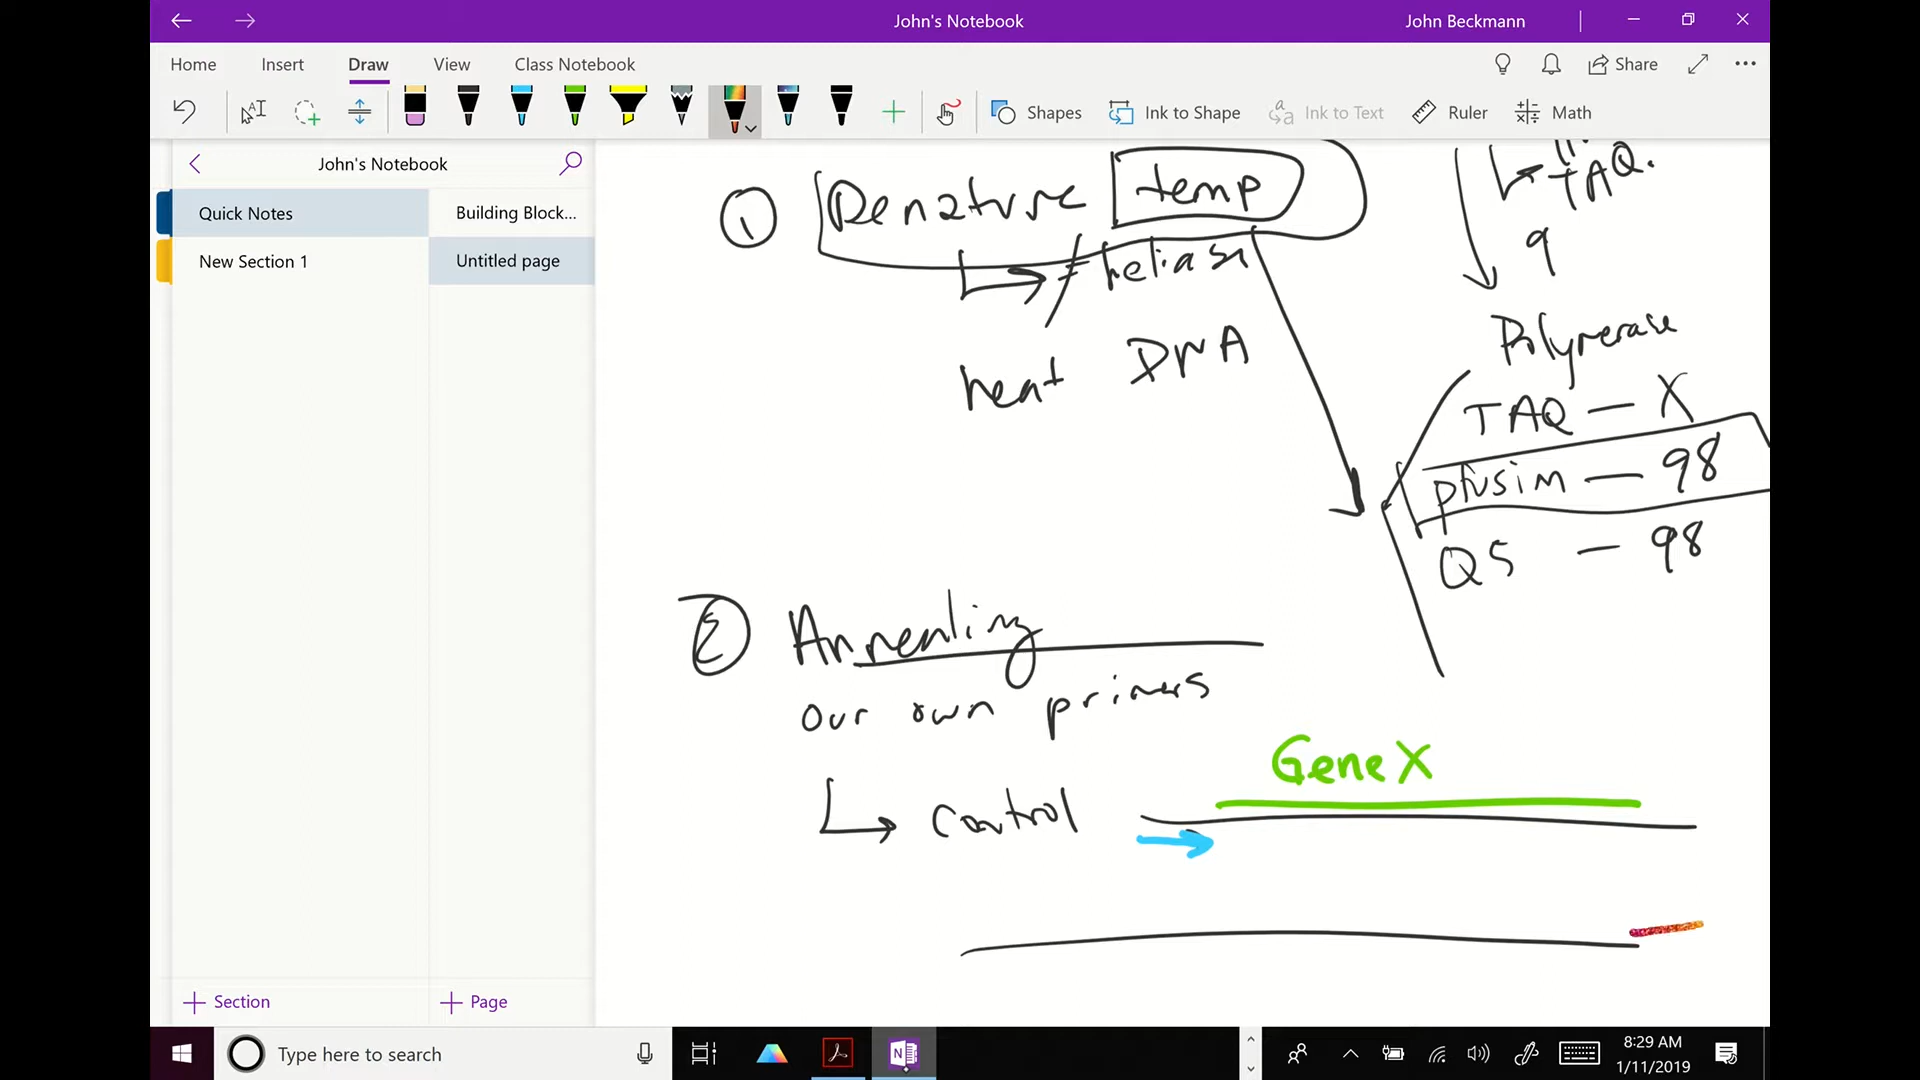 John's Notebook
John Beckmann
Home Insert Draw View Class Notebook
Share
Shapes Ink to Shape Ink to Text Ruler Math
John's Notebook
Quick Notes
New Section 1
Building Block...
Untitled page
① Denature temp
≠ heliase
heat DNA
TAQ.
9
Polymerase
TAQ — X
pfusion — 98
Q5 — 98
② Annealing
our own primers
control
Gene X
Section
Page
Type here to search
8:29 AM
1/11/2019